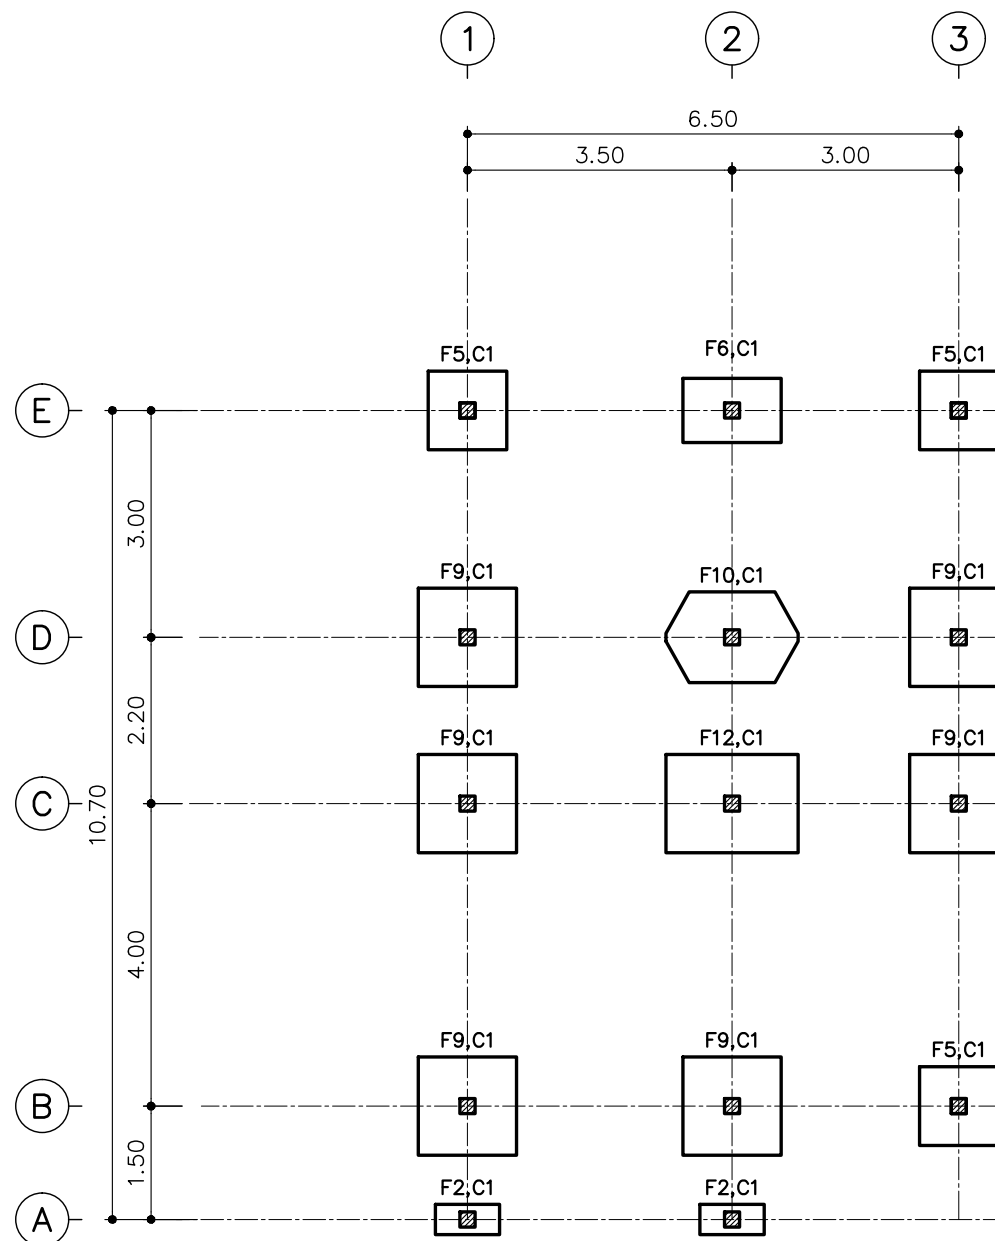 1 2 3
6.50
3.50 3.00
F5,C1 F6,C1 F5,C1
E
3.00
F9,C1 F10,C1 F9,C1
D
2.20
F9,C1 F12,C1 F9,C1
C
10.70
4.00
F9,C1 F9,C1 F5,C1
B
1.50
F2,C1 F2,C1
A